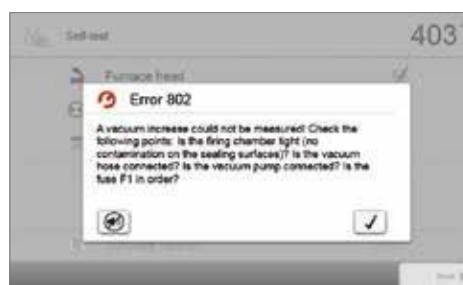 Self-test
403
Furnace head
Error 802
A vacuum increase could not be measured! Check the
following points: Is the firing chamber tight (no
contamination on the sealing surfaces)? Is the vacuum
hose connected? Is the vacuum pump connected? Is the
fuse F1 in order?